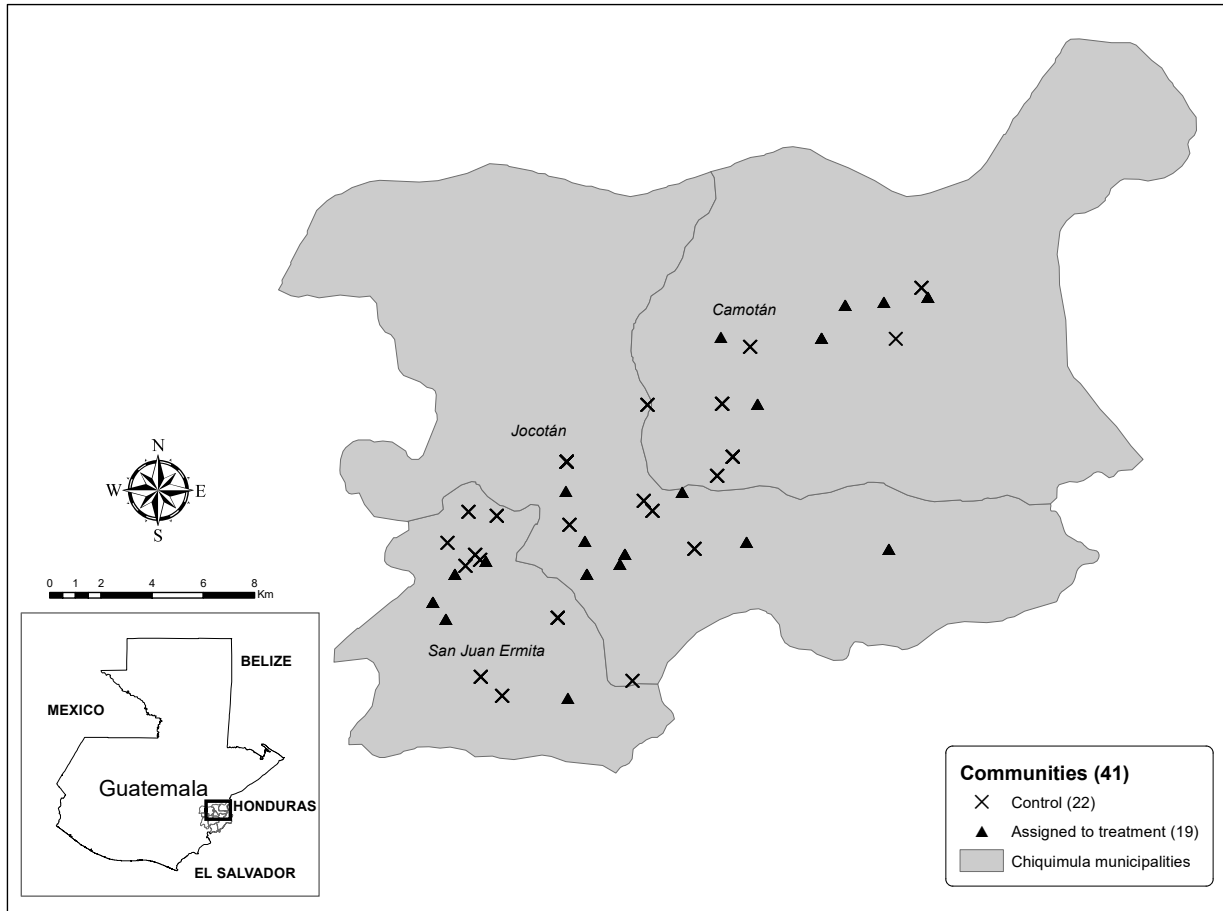 Camotán
Jocotán
San Juan Ermita
N
W E
S
0 1 2 4 6 8
Km
BELIZE
MEXICO
Guatemala
HONDURAS
EL SALVADOR
Communities (41)
Control (22)
Assigned to treatment (19)
Chiquimula municipalities